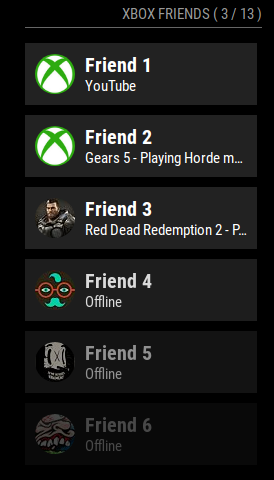 XBOX FRIENDS ( 3 / 13 )
Friend 1
YouTube
Friend 2
Gears 5 - Playing Horde m...
Friend 3
Red Dead Redemption 2 - P...
Friend 4
Offline
Friend 5
Offline
Friend 6
Offline